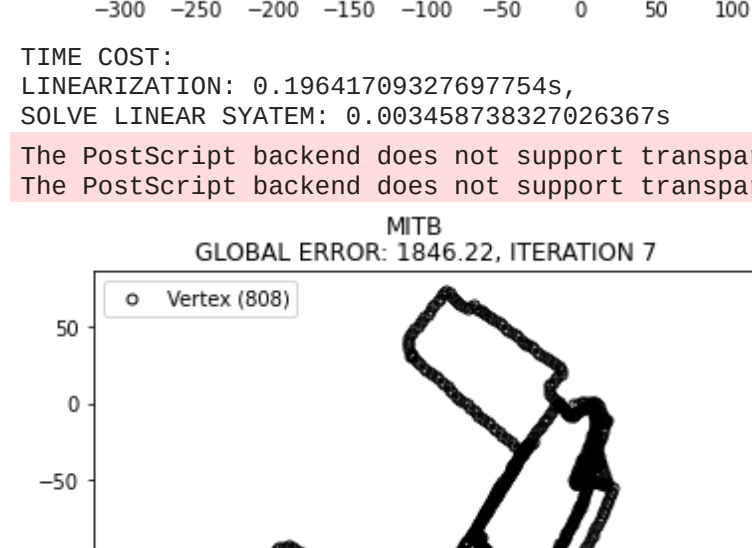 −300 −250 −200 −150 −100 −50 0 50 100
TIME COST:
LINEARIZATION: 0.19641709327697754s,
SOLVE LINEAR SYATEM: 0.003458738327026367s
The PostScript backend does not support transpa
The PostScript backend does not support transpa
MITB
GLOBAL ERROR: 1846.22, ITERATION 7
Vertex (808)
50
0
−50